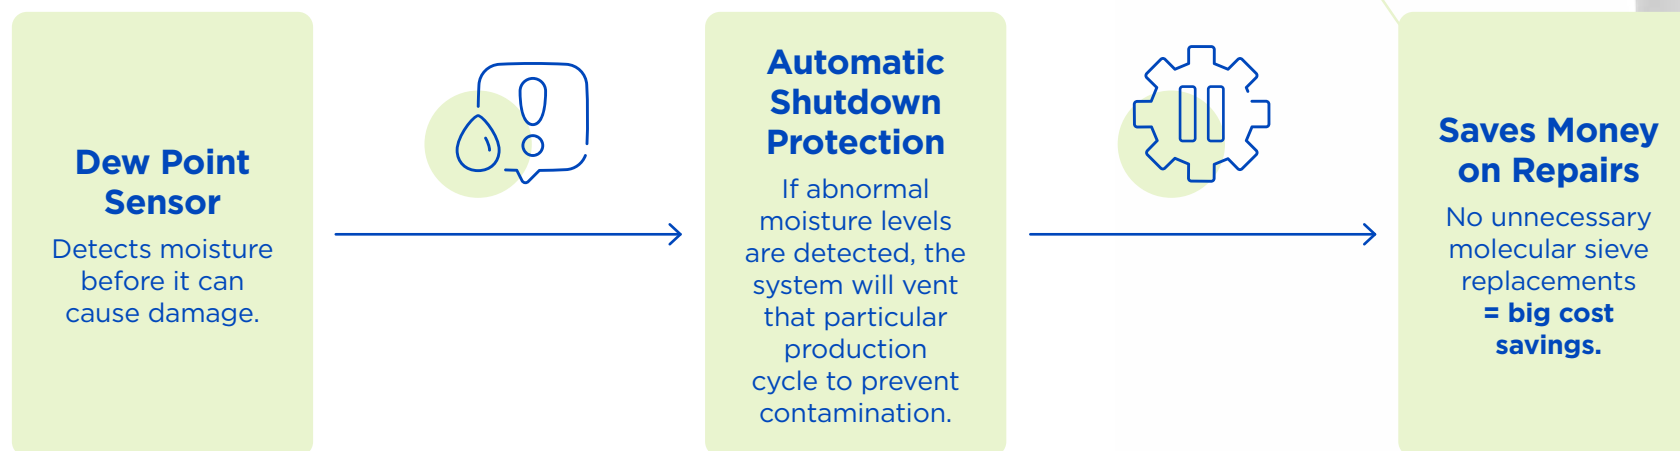 Dew Point
Sensor
Detects moisture
before it can
cause damage.
Automatic
Shutdown
Protection
If abnormal
moisture levels
are detected, the
system will vent
that particular
production
cycle to prevent
contamination.
Saves Money
on Repairs
No unnecessary
molecular sieve
replacements
= big cost
savings.